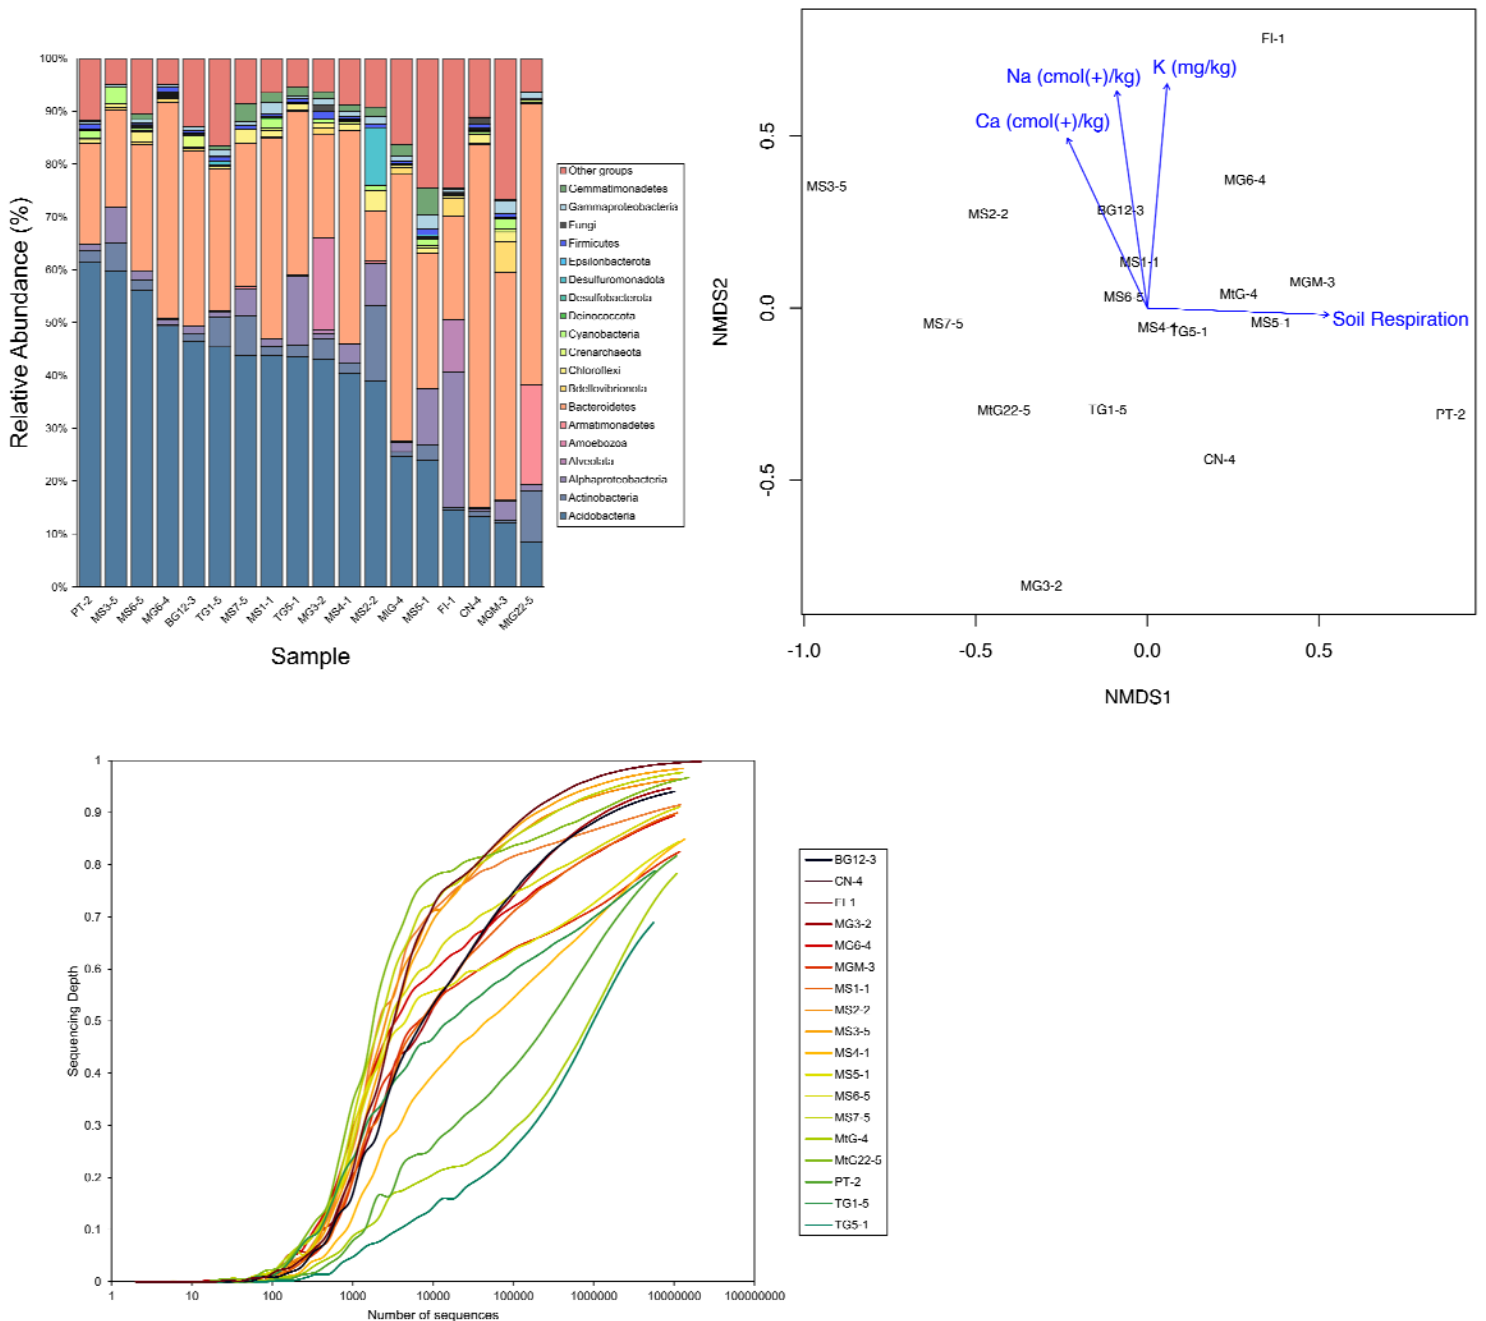 100%
90%
80%
70%
60%
50%
40%
30%
20%
10%
0%
Relative Abundance (%)
PT-2
MS3-5
MS6-5
MG6-4
BG12-3
TG1-5
MS7-5
MS1-1
TG5-1
MG3-2
MS4-1
MS2-2
MtG-4
MS5-1
FI-1
CN-4
MGM-3
MtG22-5
Sample
Other groups
Gemmatimonadetes
Gammaproteobacteria
Fungi
Firmicutes
Epsilonbacterota
Desulfuromonadota
Desulfobacterota
Deinococcota
Cyanobacteria
Crenarchaeota
Chloroflexi
Bdellovibrionota
Bacteroidetes
Armatimonadetes
Amoebozoa
Alveolata
Alphaproteobacteria
Actinobacteria
Acidobacteria
NMDS2
0.5
0.0
-0.5
FI-1
K (mg/kg)
Na (cmol(+)/kg)
Ca (cmol(+)/kg)
MS3-5
MG6-4
MS2-2
BG12-3
MS1-1
MGM-3
MS6-5
MtG-4
MS7-5
MS4-1
TG5-1
MS5-1
Soil Respiration
MtG22-5
TG1-5
PT-2
CN-4
MG3-2
-1.0
-0.5
0.0
0.5
NMDS1
1
0.9
0.8
0.7
0.6
0.5
0.4
0.3
0.2
0.1
0
Sequencing Depth
1
10
100
1000
10000
100000
1000000
10000000
100000000
Number of sequences
BG12-3
CN-4
FI-1
MG3-2
MG6-4
MGM-3
MS1-1
MS2-2
MS3-5
MS4-1
MS5-1
MS6-5
MS7-5
MtG-4
MtG22-5
PT-2
TG1-5
TG5-1